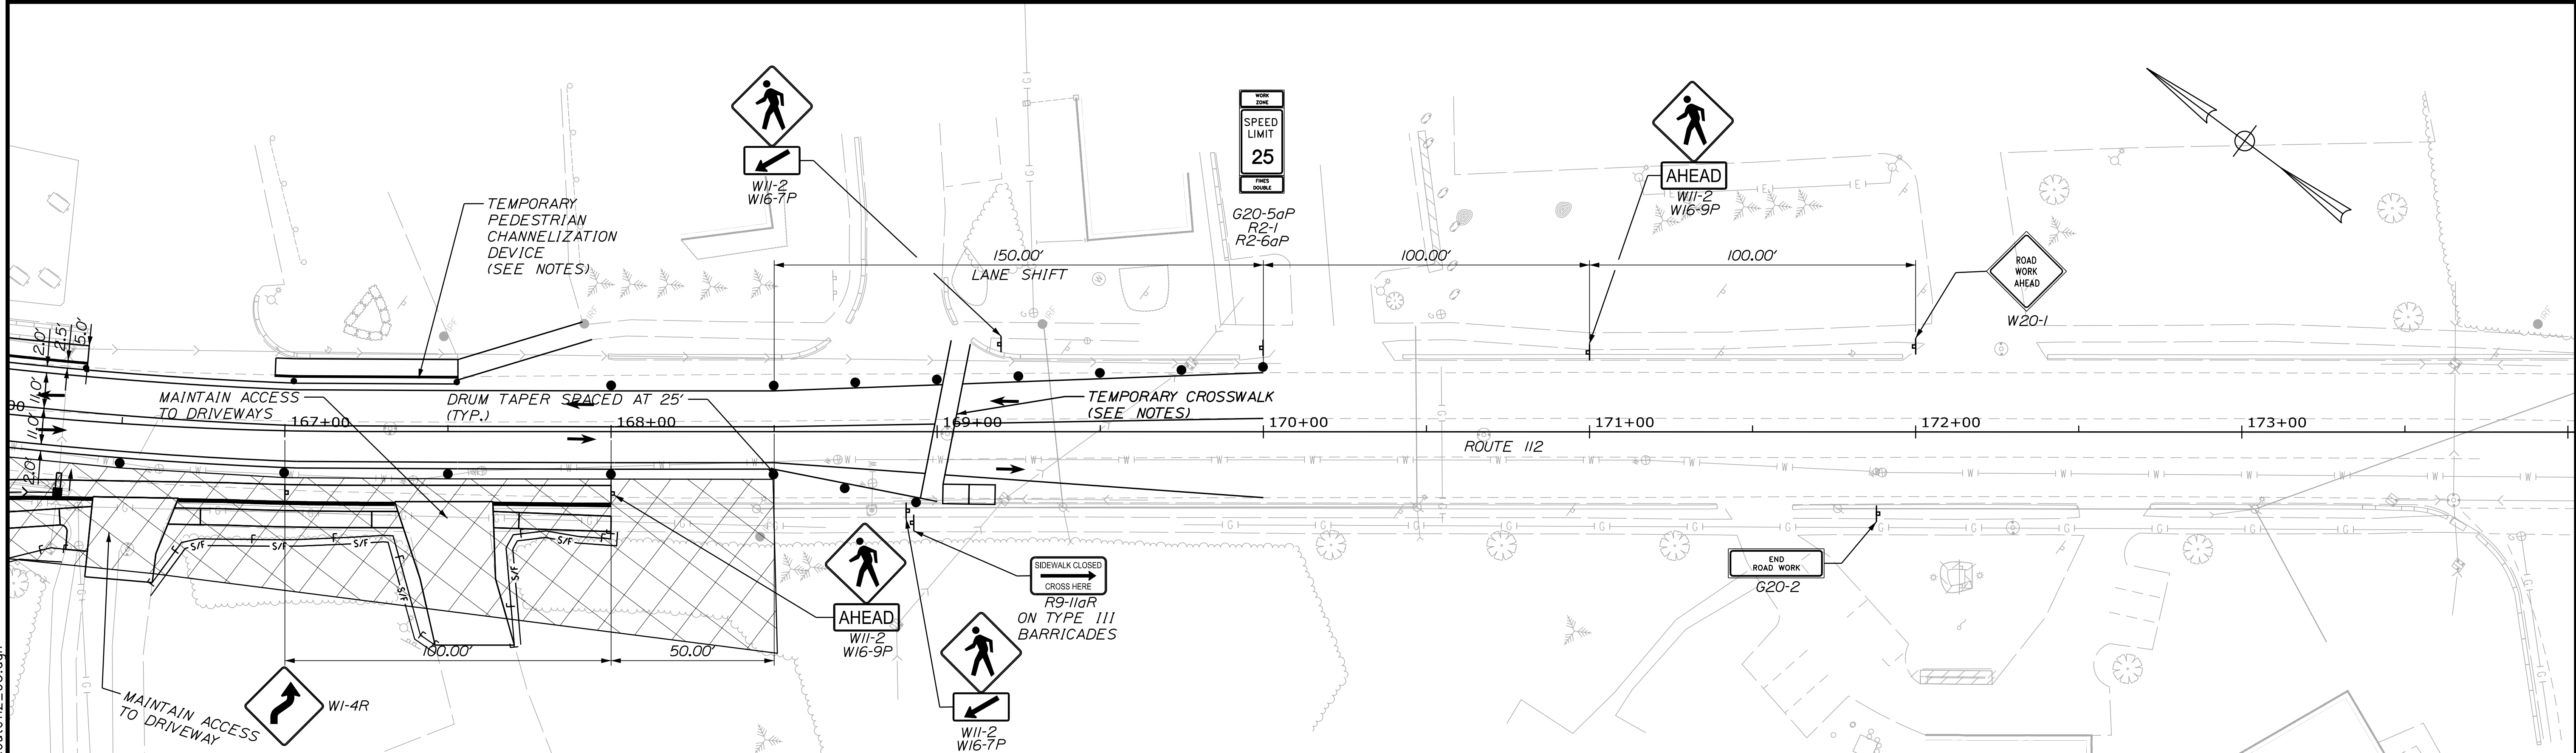 WORK
ZONE
SPEED
LIMIT
25
FINES
DOUBLE
G20-5aP
R2-1
R2-6aP
W11-2
W16-7P
AHEAD
W11-2
W16-9P
TEMPORARY
PEDESTRIAN
CHANNELIZATION
DEVICE
(SEE NOTES)
150.00'
LANE SHIFT
100.00'
100.00'
ROAD
WORK
AHEAD
W20-1
2.0'
2.5'
5.0'
11.0'
11.0'
2.0'
MAINTAIN ACCESS
TO DRIVEWAYS
DRUM TAPER SPACED AT 25'
(TYP.)
TEMPORARY CROSSWALK
(SEE NOTES)
167+00
168+00
169+00
170+00
171+00
172+00
173+00
ROUTE 112
IRF
IRF
IRF
IRF
S/F
S/F
S/F
S/F
S/F
S/F
SIDEWALK CLOSED
CROSS HERE
R9-11aR
ON TYPE III
BARRICADES
END
ROAD WORK
G20-2
AHEAD
W11-2
W16-9P
100.00'
50.00'
W1-4R
MAINTAIN ACCESS
TO DRIVEWAY
W11-2
W16-7P